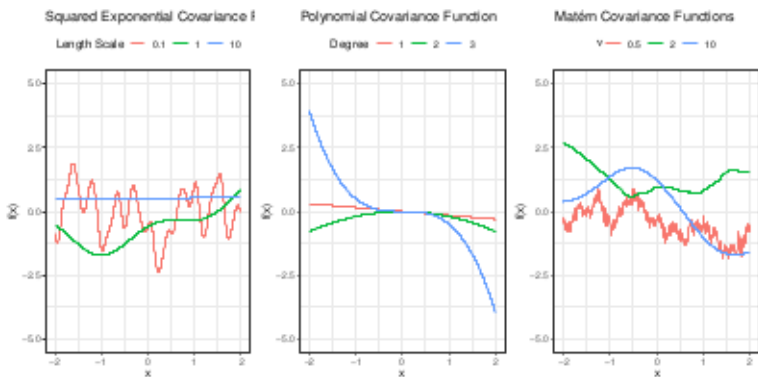 Squared Exponential Covariance F
Length Scale 0.1 1 10
5.0
2.5
0.0
−2.5
−5.0
f(x)
−2 −1 0 1 2
x
Polynomial Covariance Function
Degree 1 2 3
5.0
2.5
0.0
−2.5
−5.0
f(x)
−2 −1 0 1 2
x
Matérn Covariance Functions
ν 0.5 2 10
5.0
2.5
0.0
−2.5
−5.0
f(x)
−2 −1 0 1 2
x